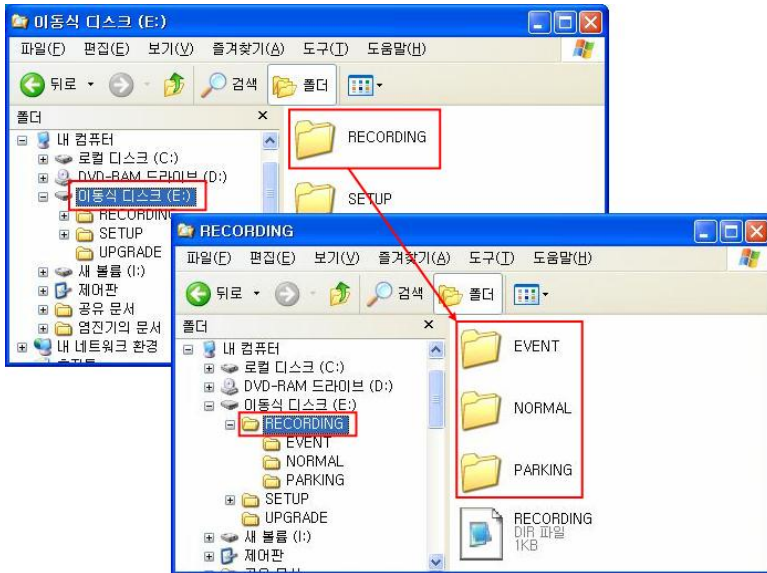 이동식 디스크 (E:)
파일(F) 편집(E) 보기(V) 즐겨찾기(A) 도구(T) 도움말(H)
뒤로 검색 폴더
폴더 ×
내 컴퓨터
로컬 디스크 (C:)
DVD-RAM 드라이브 (D:)
이동식 디스크 (E:)
RECORDING
SETUP
UPGRADE
새 볼륨 (I:)
제어판
공유 문서
염진기의 문서
내 네트워크 환경
RECORDING
SETUP
RECORDING
파일(F) 편집(E) 보기(V) 즐겨찾기(A) 도구(T) 도움말(H)
뒤로 검색 폴더
폴더 ×
내 컴퓨터
로컬 디스크 (C:)
DVD-RAM 드라이브 (D:)
이동식 디스크 (E:)
RECORDING
EVENT
NORMAL
PARKING
SETUP
UPGRADE
새 볼륨 (I:)
제어판
EVENT
NORMAL
PARKING
RECORDING
DIR 파일
1KB